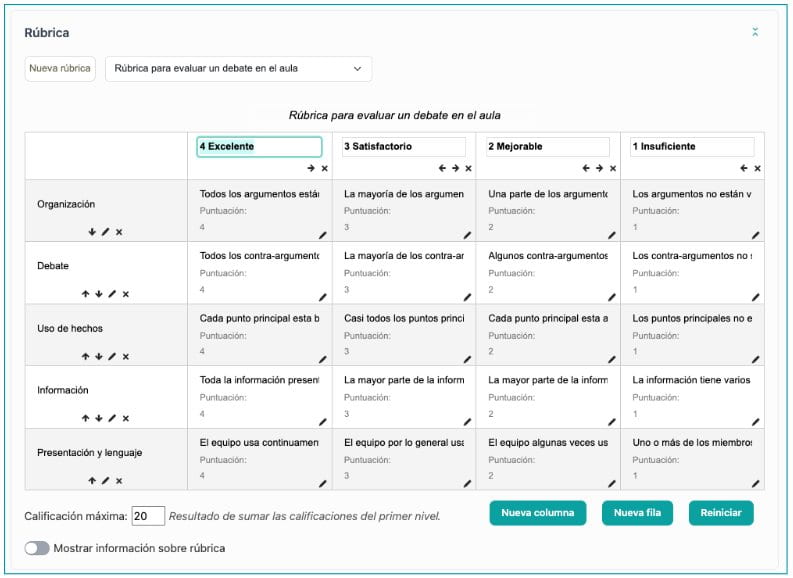 Rúbrica
Nueva rúbrica
Rúbrica para evaluar un debate en el aula
Rúbrica para evaluar un debate en el aula
4 Excelente
3 Satisfactorio
2 Mejorable
1 Insuficiente
Organización
Todos los argumentos están
La mayoría de los argumen
Una parte de los argumento
Los argumentos no están v
Puntuación:
Puntuación:
Puntuación:
Puntuación:
4
3
2
1
Debate
Todos los contra-argumento
La mayoría de los contra-ar
Algunos contra-argumentos
Los contra-argumentos no
Puntuación:
Puntuación:
Puntuación:
Puntuación:
4
3
2
1
Uso de hechos
Cada punto principal esta b
Casi todos los puntos princi
Cada punto principal esta a
Los puntos principales no e
Puntuación:
Puntuación:
Puntuación:
Puntuación:
4
3
2
1
Información
Toda la información present
La mayor parte de la inform
La mayor parte de la inform
La información tiene varios
Puntuación:
Puntuación:
Puntuación:
Puntuación:
4
3
2
1
Presentación y lenguaje
El equipo usa continuamen
El equipo por lo general usa
El equipo algunas veces us
Uno o más de los miembros
Puntuación:
Puntuación:
Puntuación:
Puntuación:
4
3
2
1
Calificación máxima: 20 Resultado de sumar las calificaciones del primer nivel.
Nueva columna
Nueva fila
Reiniciar
Mostrar información sobre rúbrica